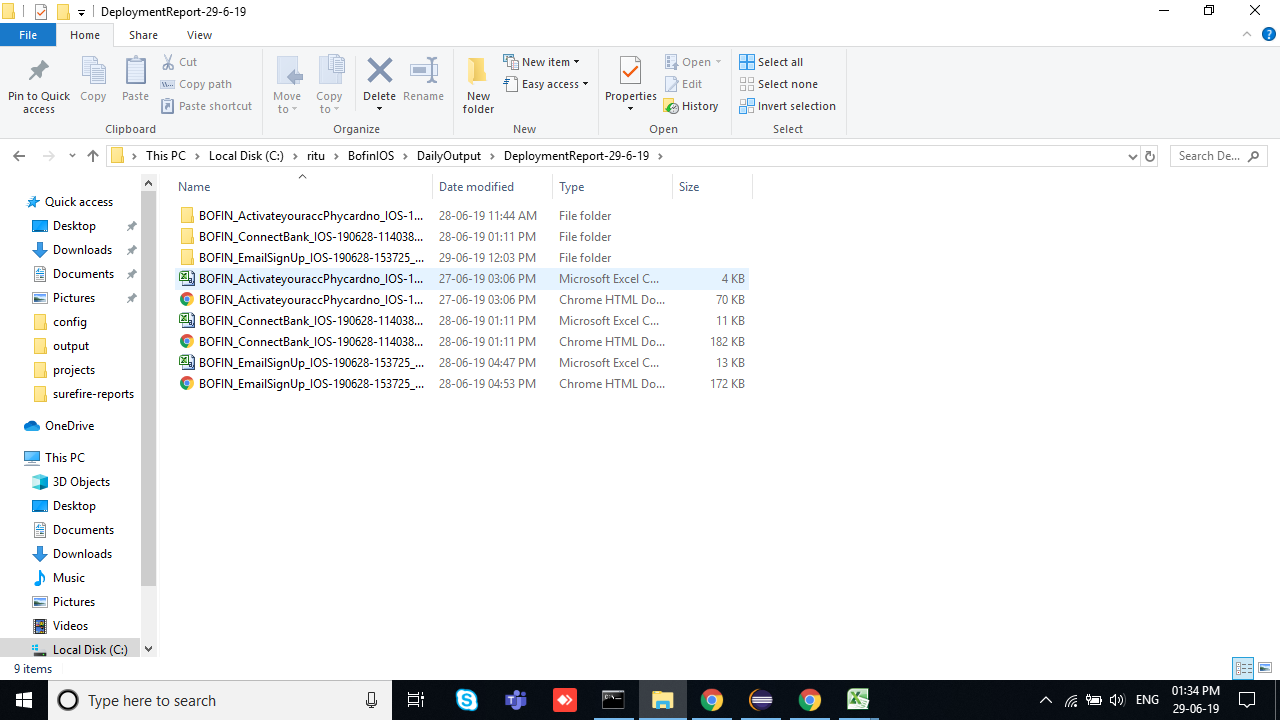 DeploymentReport-29-6-19
File Home Share View
Pin to Quick access
Copy
Paste
Cut
Copy path
Paste shortcut
Clipboard
Move to
Copy to
Delete
Rename
Organize
New folder
New item
Easy access
New
Properties
Open
Edit
History
Open
Select all
Select none
Invert selection
Select
This PC > Local Disk (C:) > ritu > BofinIOS > DailyOutput > DeploymentReport-29-6-19 >
Search De...
Quick access
Desktop
Downloads
Documents
Pictures
config
output
projects
surefire-reports
OneDrive
This PC
3D Objects
Desktop
Documents
Downloads
Music
Pictures
Videos
Local Disk (C:)
Name Date modified Type Size
BOFIN_ActivateyouraccPhycardno_IOS-1... 28-06-19 11:44 AM File folder
BOFIN_ConnectBank_IOS-190628-114038... 28-06-19 01:11 PM File folder
BOFIN_EmailSignUp_IOS-190628-153725_... 29-06-19 12:03 PM File folder
BOFIN_ActivateyouraccPhycardno_IOS-1... 27-06-19 03:06 PM Microsoft Excel C... 4 KB
BOFIN_ActivateyouraccPhycardno_IOS-1... 27-06-19 03:06 PM Chrome HTML Do... 70 KB
BOFIN_ConnectBank_IOS-190628-114038... 28-06-19 01:11 PM Microsoft Excel C... 11 KB
BOFIN_ConnectBank_IOS-190628-114038... 28-06-19 01:11 PM Chrome HTML Do... 182 KB
BOFIN_EmailSignUp_IOS-190628-153725_... 28-06-19 04:47 PM Microsoft Excel C... 13 KB
BOFIN_EmailSignUp_IOS-190628-153725_... 28-06-19 04:53 PM Chrome HTML Do... 172 KB
9 items
Type here to search
ENG
01:34 PM
29-06-19